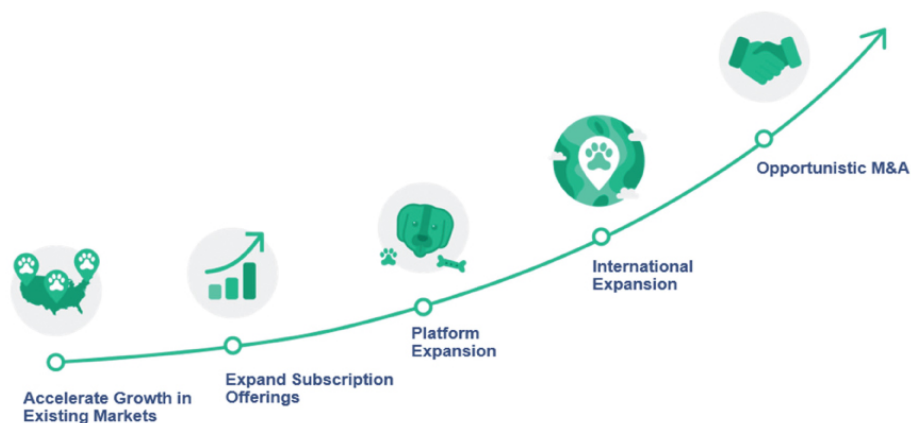 Accelerate Growth in
Existing Markets
Expand Subscription
Offerings
Platform
Expansion
International
Expansion
Opportunistic M&A